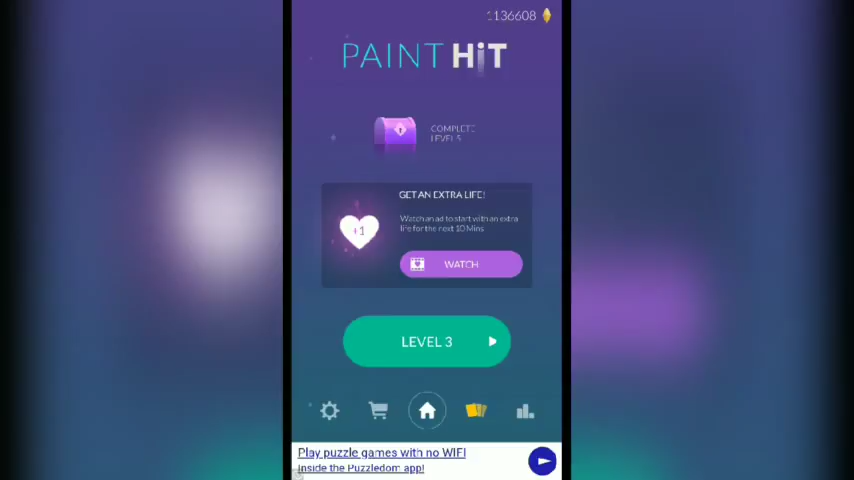 1136608
PAINT HiT
COMPLETE
LEVEL 5
GET AN EXTRA LIFE!
Watch an ad to start with an extra
life for the next 10 Mins
+1
WATCH
LEVEL 3
Play puzzle games with no WIFI
inside the Puzzledom app!